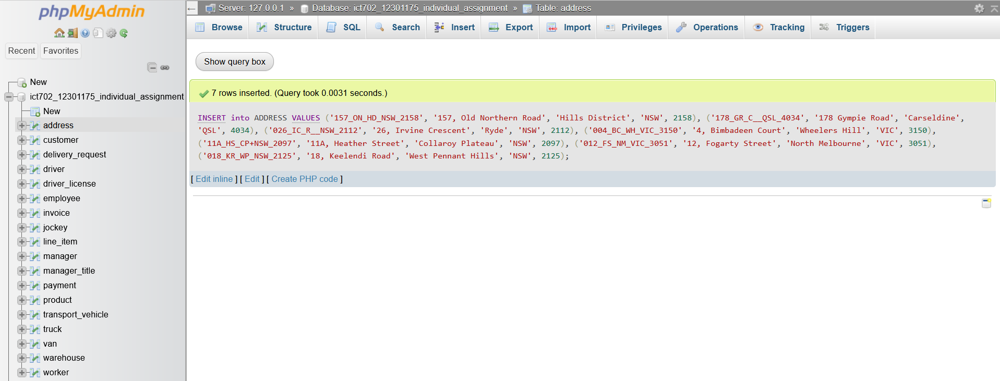 phpMyAdmin
Recent Favorites
New
ict702_12301175_individual_assignment
New
address
customer
delivery_request
driver
driver_license
employee
invoice
jockey
line_item
manager
manager_title
payment
product
transport_vehicle
truck
van
warehouse
worker
Server: 127.0.0.1 » Database: ict702_12301175_individual_assignment » Table: address
Browse Structure SQL Search Insert Export Import Privileges Operations Tracking Triggers
Show query box
7 rows inserted. (Query took 0.0031 seconds.)
INSERT into ADDRESS VALUES ('157_ON_HD_NSW_2158', '157, Old Northern Road', 'Hills District', 'NSW', 2158), ('178_GR_C__QSL_4034', '178 Gympie Road', 'Carseldine',
'QSL', 4034), ('026_IC_R__NSW_2112', '26, Irvine Crescent', 'Ryde', 'NSW', 2112), ('004_BC_WH_VIC_3150', '4, Bimbadeen Court', 'Wheelers Hill', 'VIC', 3150),
('11A_HS_CP+NSW_2097', '11A, Heather Street', 'Collaroy Plateau', 'NSW', 2097), ('012_FS_NM_VIC_3051', '12, Fogarty Street', 'North Melbourne', 'VIC', 3051),
('018_KR_WP_NSW_2125', '18, Keelendi Road', 'West Pennant Hills', 'NSW', 2125);
[ Edit inline ] [ Edit ] [ Create PHP code ]